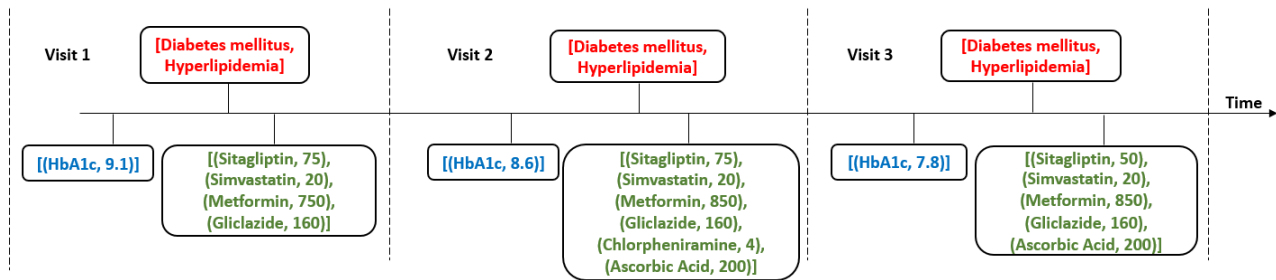 Visit 1
[Diabetes mellitus,
Hyperlipidemia]
[(HbA1c, 9.1)]
[(Sitagliptin, 75),
(Simvastatin, 20),
(Metformin, 750),
(Gliclazide, 160)]
Visit 2
[Diabetes mellitus,
Hyperlipidemia]
[(HbA1c, 8.6)]
[(Sitagliptin, 75),
(Simvastatin, 20),
(Metformin, 850),
(Gliclazide, 160),
(Chlorpheniramine, 4),
(Ascorbic Acid, 200)]
Visit 3
[Diabetes mellitus,
Hyperlipidemia]
[(HbA1c, 7.8)]
[(Sitagliptin, 50),
(Simvastatin, 20),
(Metformin, 850),
(Gliclazide, 160),
(Ascorbic Acid, 200)]
Time